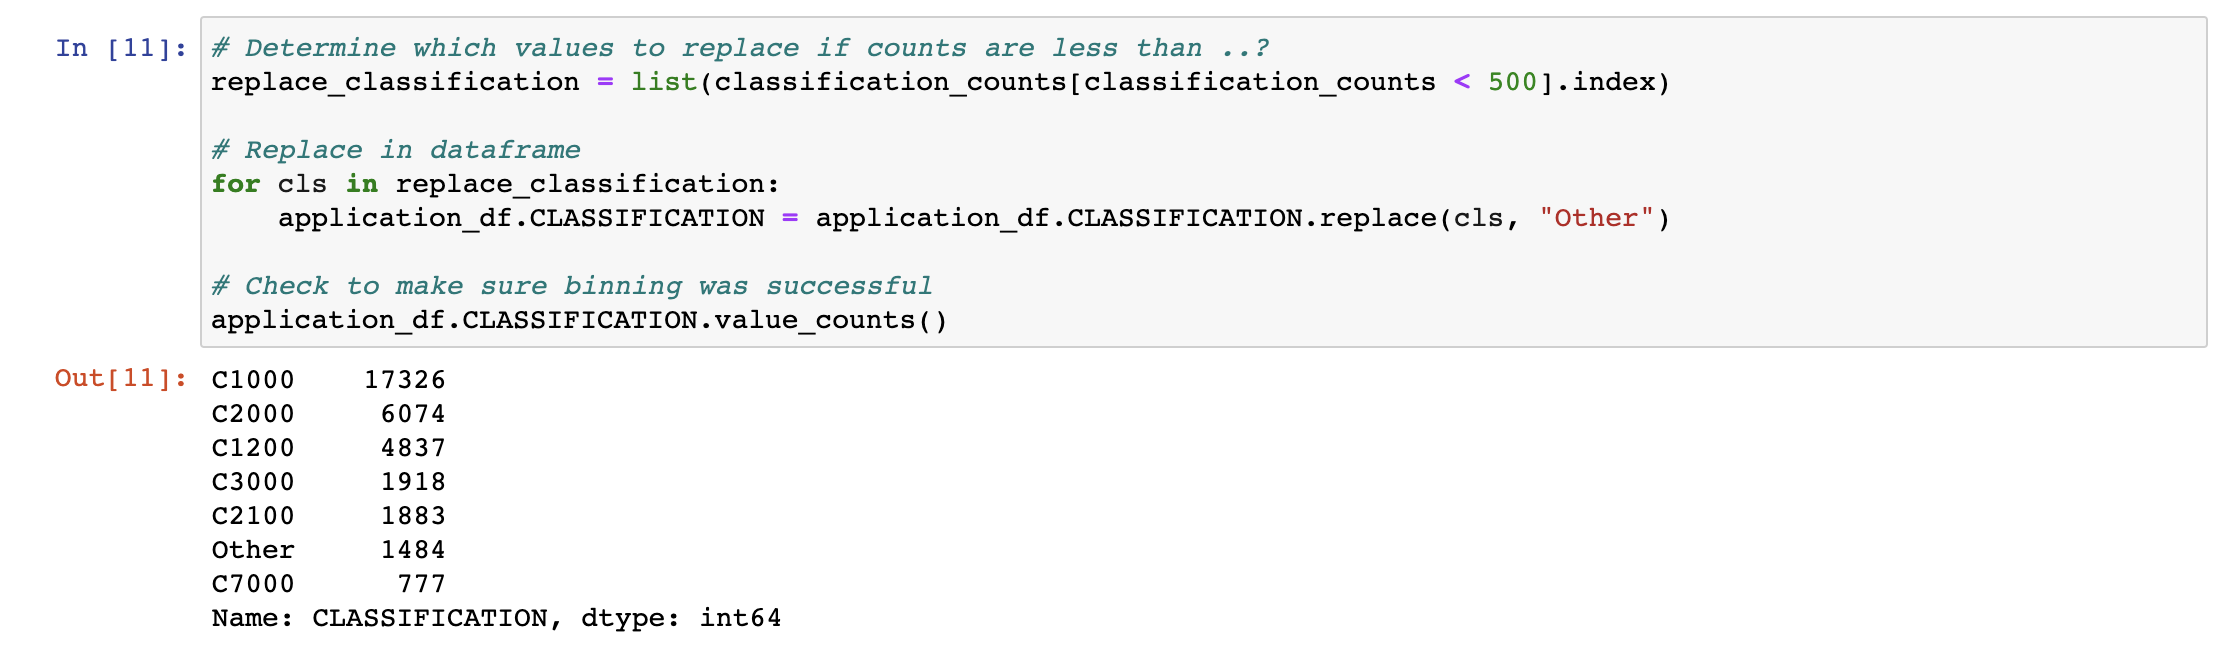 In [11]: # Determine which values to replace if counts are less than ..?
replace_classification = list(classification_counts[classification_counts < 500].index)

# Replace in dataframe
for cls in replace_classification:
    application_df.CLASSIFICATION = application_df.CLASSIFICATION.replace(cls, "Other")

# Check to make sure binning was successful
application_df.CLASSIFICATION.value_counts()
Out[11]: C1000    17326
C2000     6074
C1200     4837
C3000     1918
C2100     1883
Other     1484
C7000      777
Name: CLASSIFICATION, dtype: int64